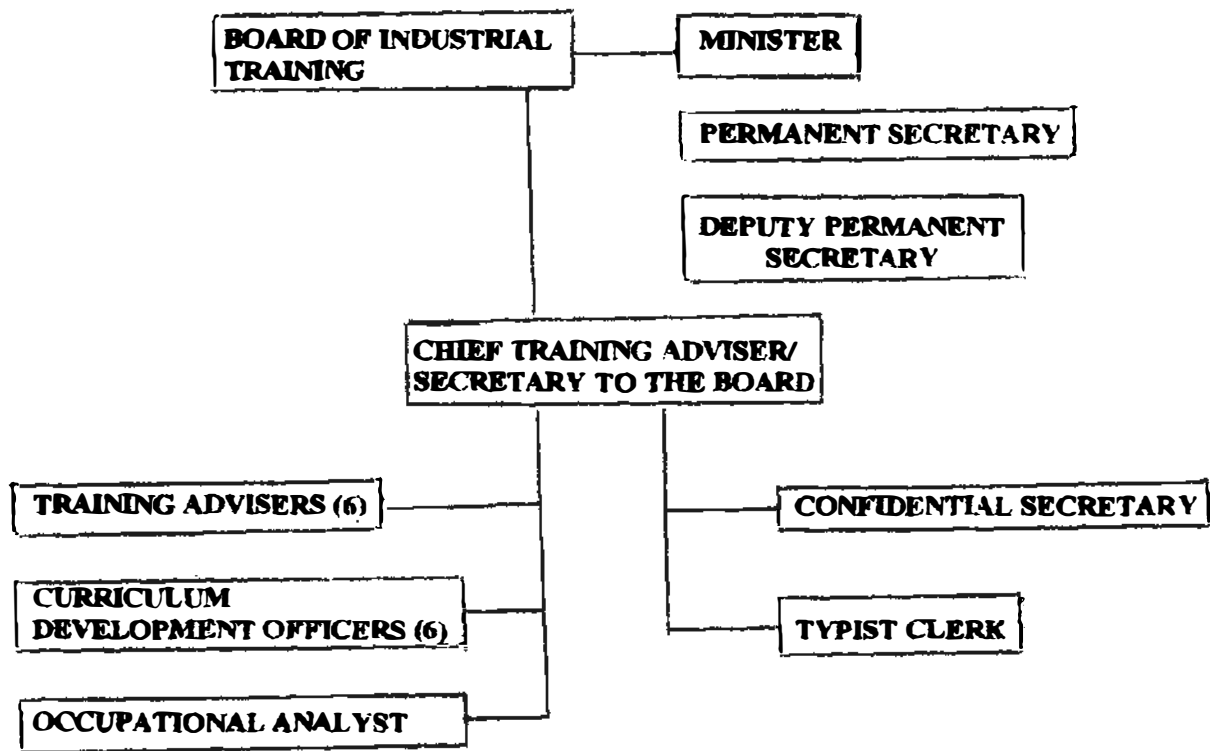 BOARD OF INDUSTRIAL
TRAINING
MINISTER
PERMANENT SECRETARY
DEPUTY PERMANENT
SECRETARY
CHIEF TRAINING ADVISER/
SECRETARY TO THE BOARD
TRAINING ADVISERS (6)
CONFIDENTIAL SECRETARY
CURRICULUM
DEVELOPMENT OFFICERS (6)
TYPIST CLERK
OCCUPATIONAL ANALYST